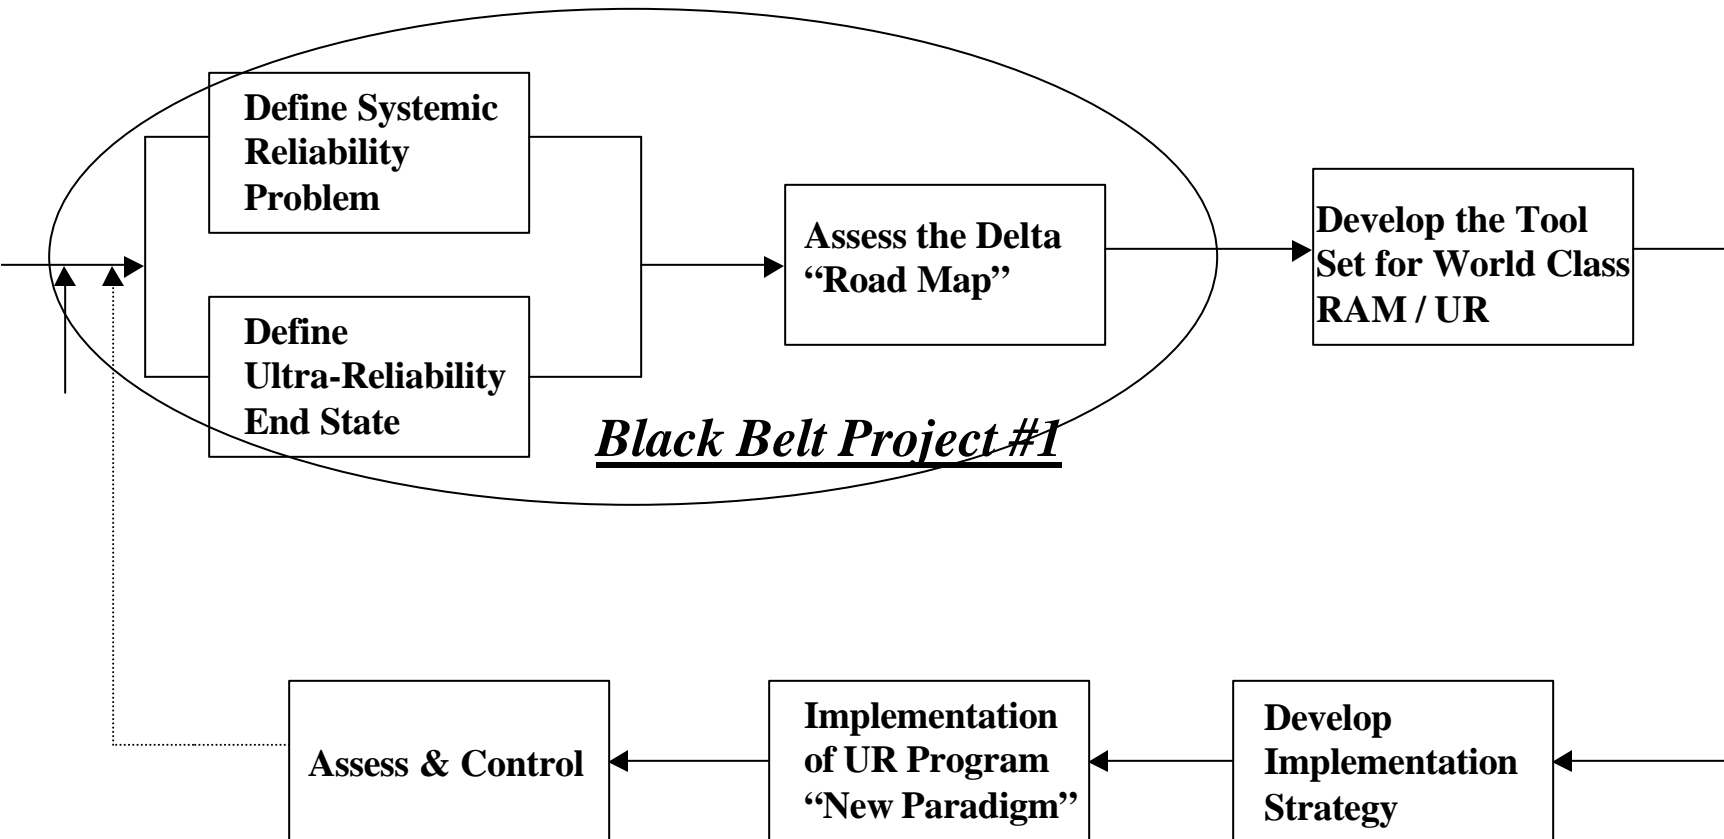 Define Systemic
Reliability
Problem
Define
Ultra-Reliability
End State
Assess the Delta
“Road Map”
Develop the Tool
Set for World Class
RAM / UR
Black Belt Project #1
Assess & Control
Implementation
of UR Program
“New Paradigm”
Develop
Implementation
Strategy